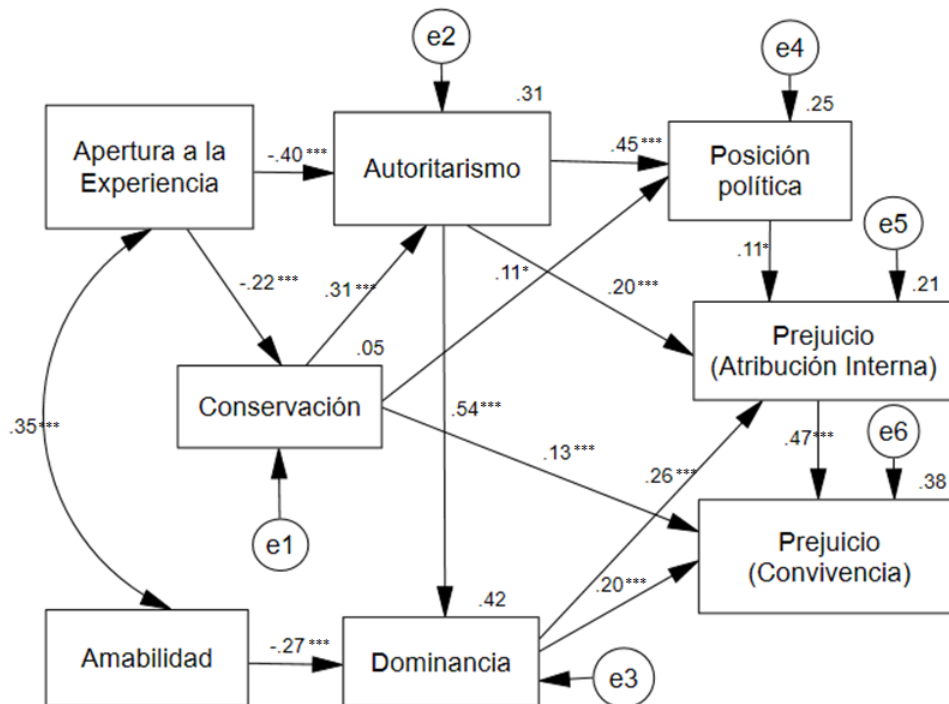 e2
e4
.31
.25
Apertura a la
Experiencia
-.40 ***
Autoritarismo
.45 ***
Posición
política
e5
.11*
.21
-.22 ***
.31 ***
.11*
.20 ***
Prejuicio
(Atribución Interna)
.05
Conservación
.35 ***
.54 ***
.13 ***
.26 ***
.47 ***
e6
.38
e1
Prejuicio
(Convivencia)
.20 ***
.42
Amabilidad
-.27 ***
Dominancia
e3